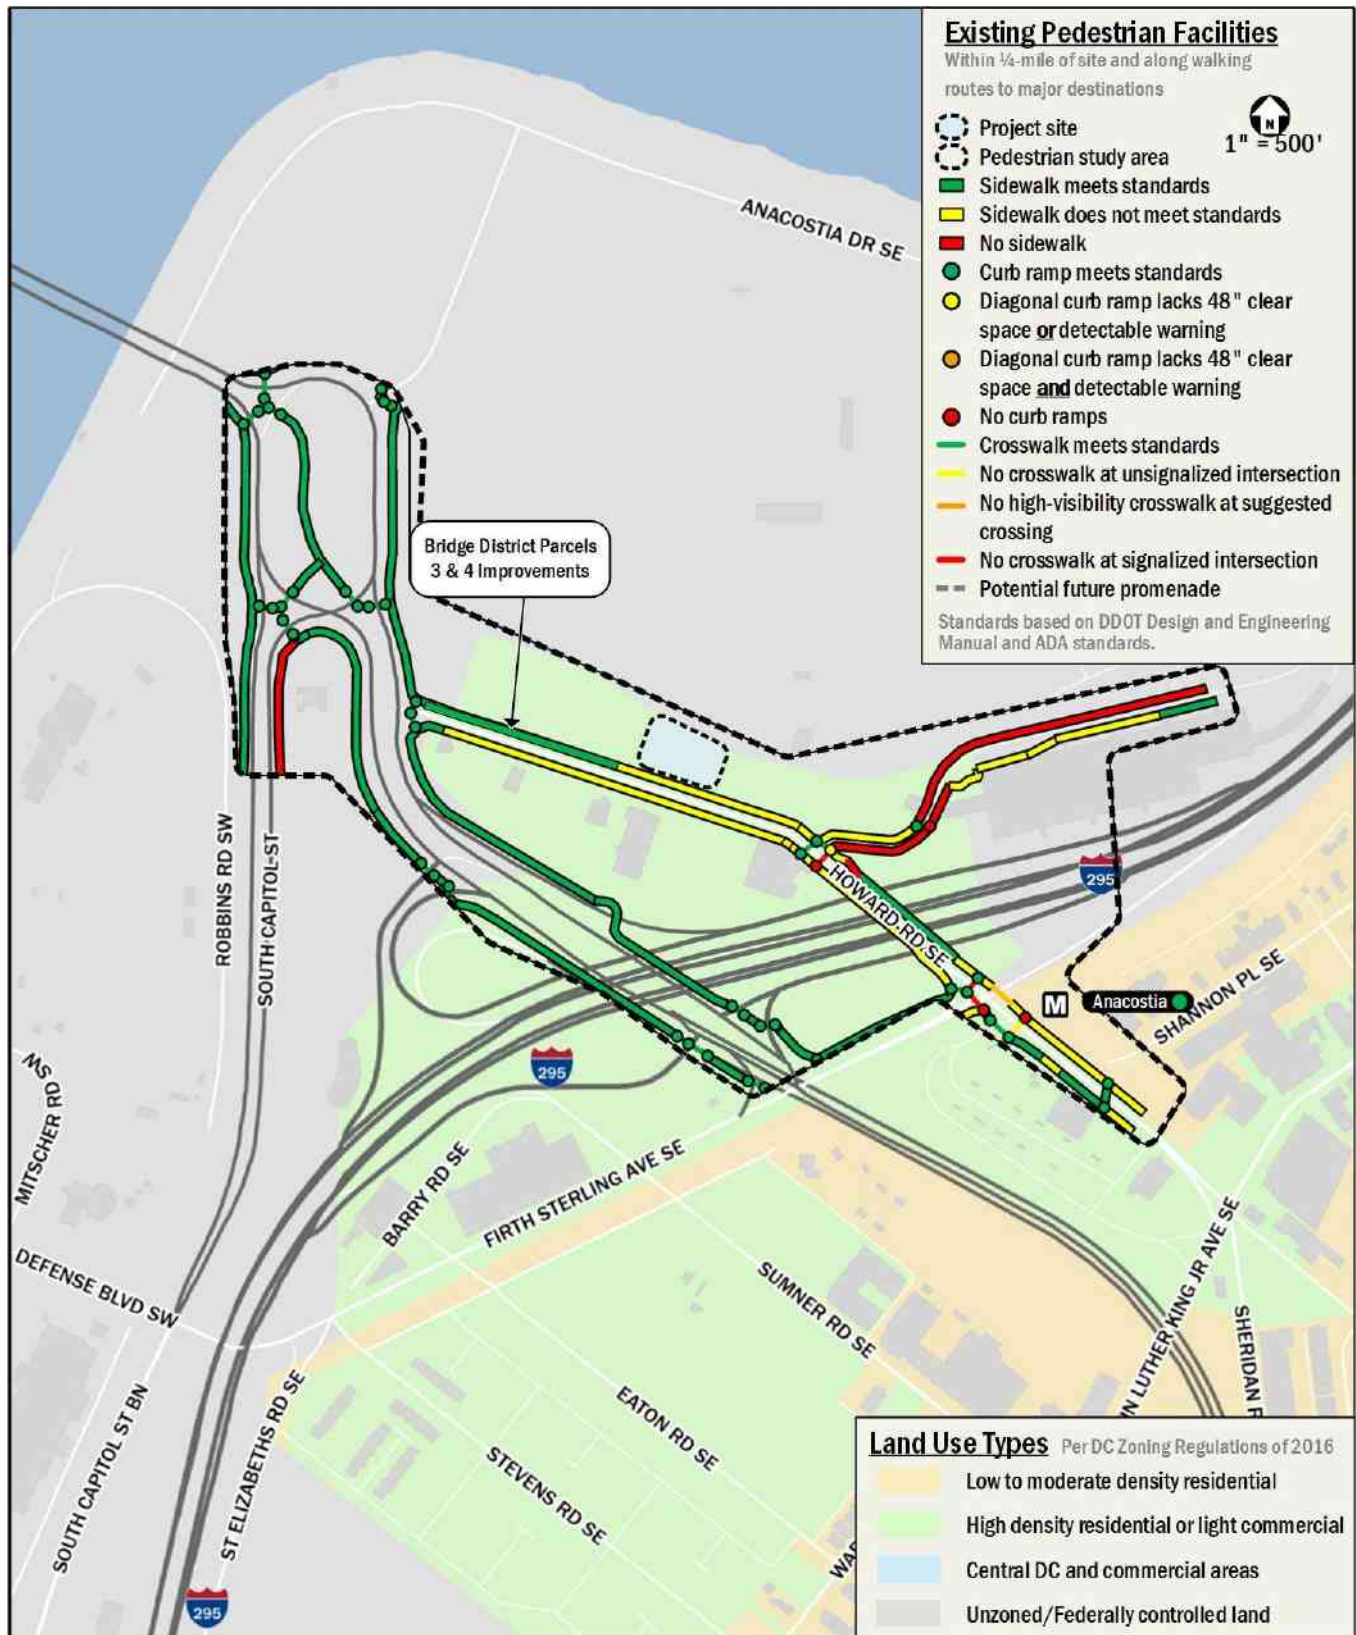 Existing Pedestrian Facilities
Within ¼-mile of site and along walking
routes to major destinations
N
1" = 500'
Project site
Pedestrian study area
Sidewalk meets standards
Sidewalk does not meet standards
No sidewalk
Curb ramp meets standards
Diagonal curb ramp lacks 48" clear
space or detectable warning
Diagonal curb ramp lacks 48" clear
space and detectable warning
No curb ramps
Crosswalk meets standards
No crosswalk at unsignalized intersection
No high-visibility crosswalk at suggested
crossing
No crosswalk at signalized intersection
Potential future promenade
Standards based on DDOT Design and Engineering
Manual and ADA standards.
ANACOSTIA DR SE
Bridge District Parcels
3 & 4 Improvements
ROBBINS RD SW
SOUTH CAPITOL ST
HOWARD RD SE
295
M
Anacostia
SHANNON PL SE
295
MITSCHER RD SW
BARRY RD SE
FIRTH STERLING AVE SE
DEFENSE BLVD SW
SUMNER RD SE
IN LUTHER KING JR AVE SE
SHERIDAN R
EATON RD SE
STEVENS RD SE
SOUTH CAPITOL ST BN
ST ELIZABETHS RD SE
295
WAR
Land Use Types Per DC Zoning Regulations of 2016
Low to moderate density residential
High density residential or light commercial
Central DC and commercial areas
Unzoned/Federally controlled land